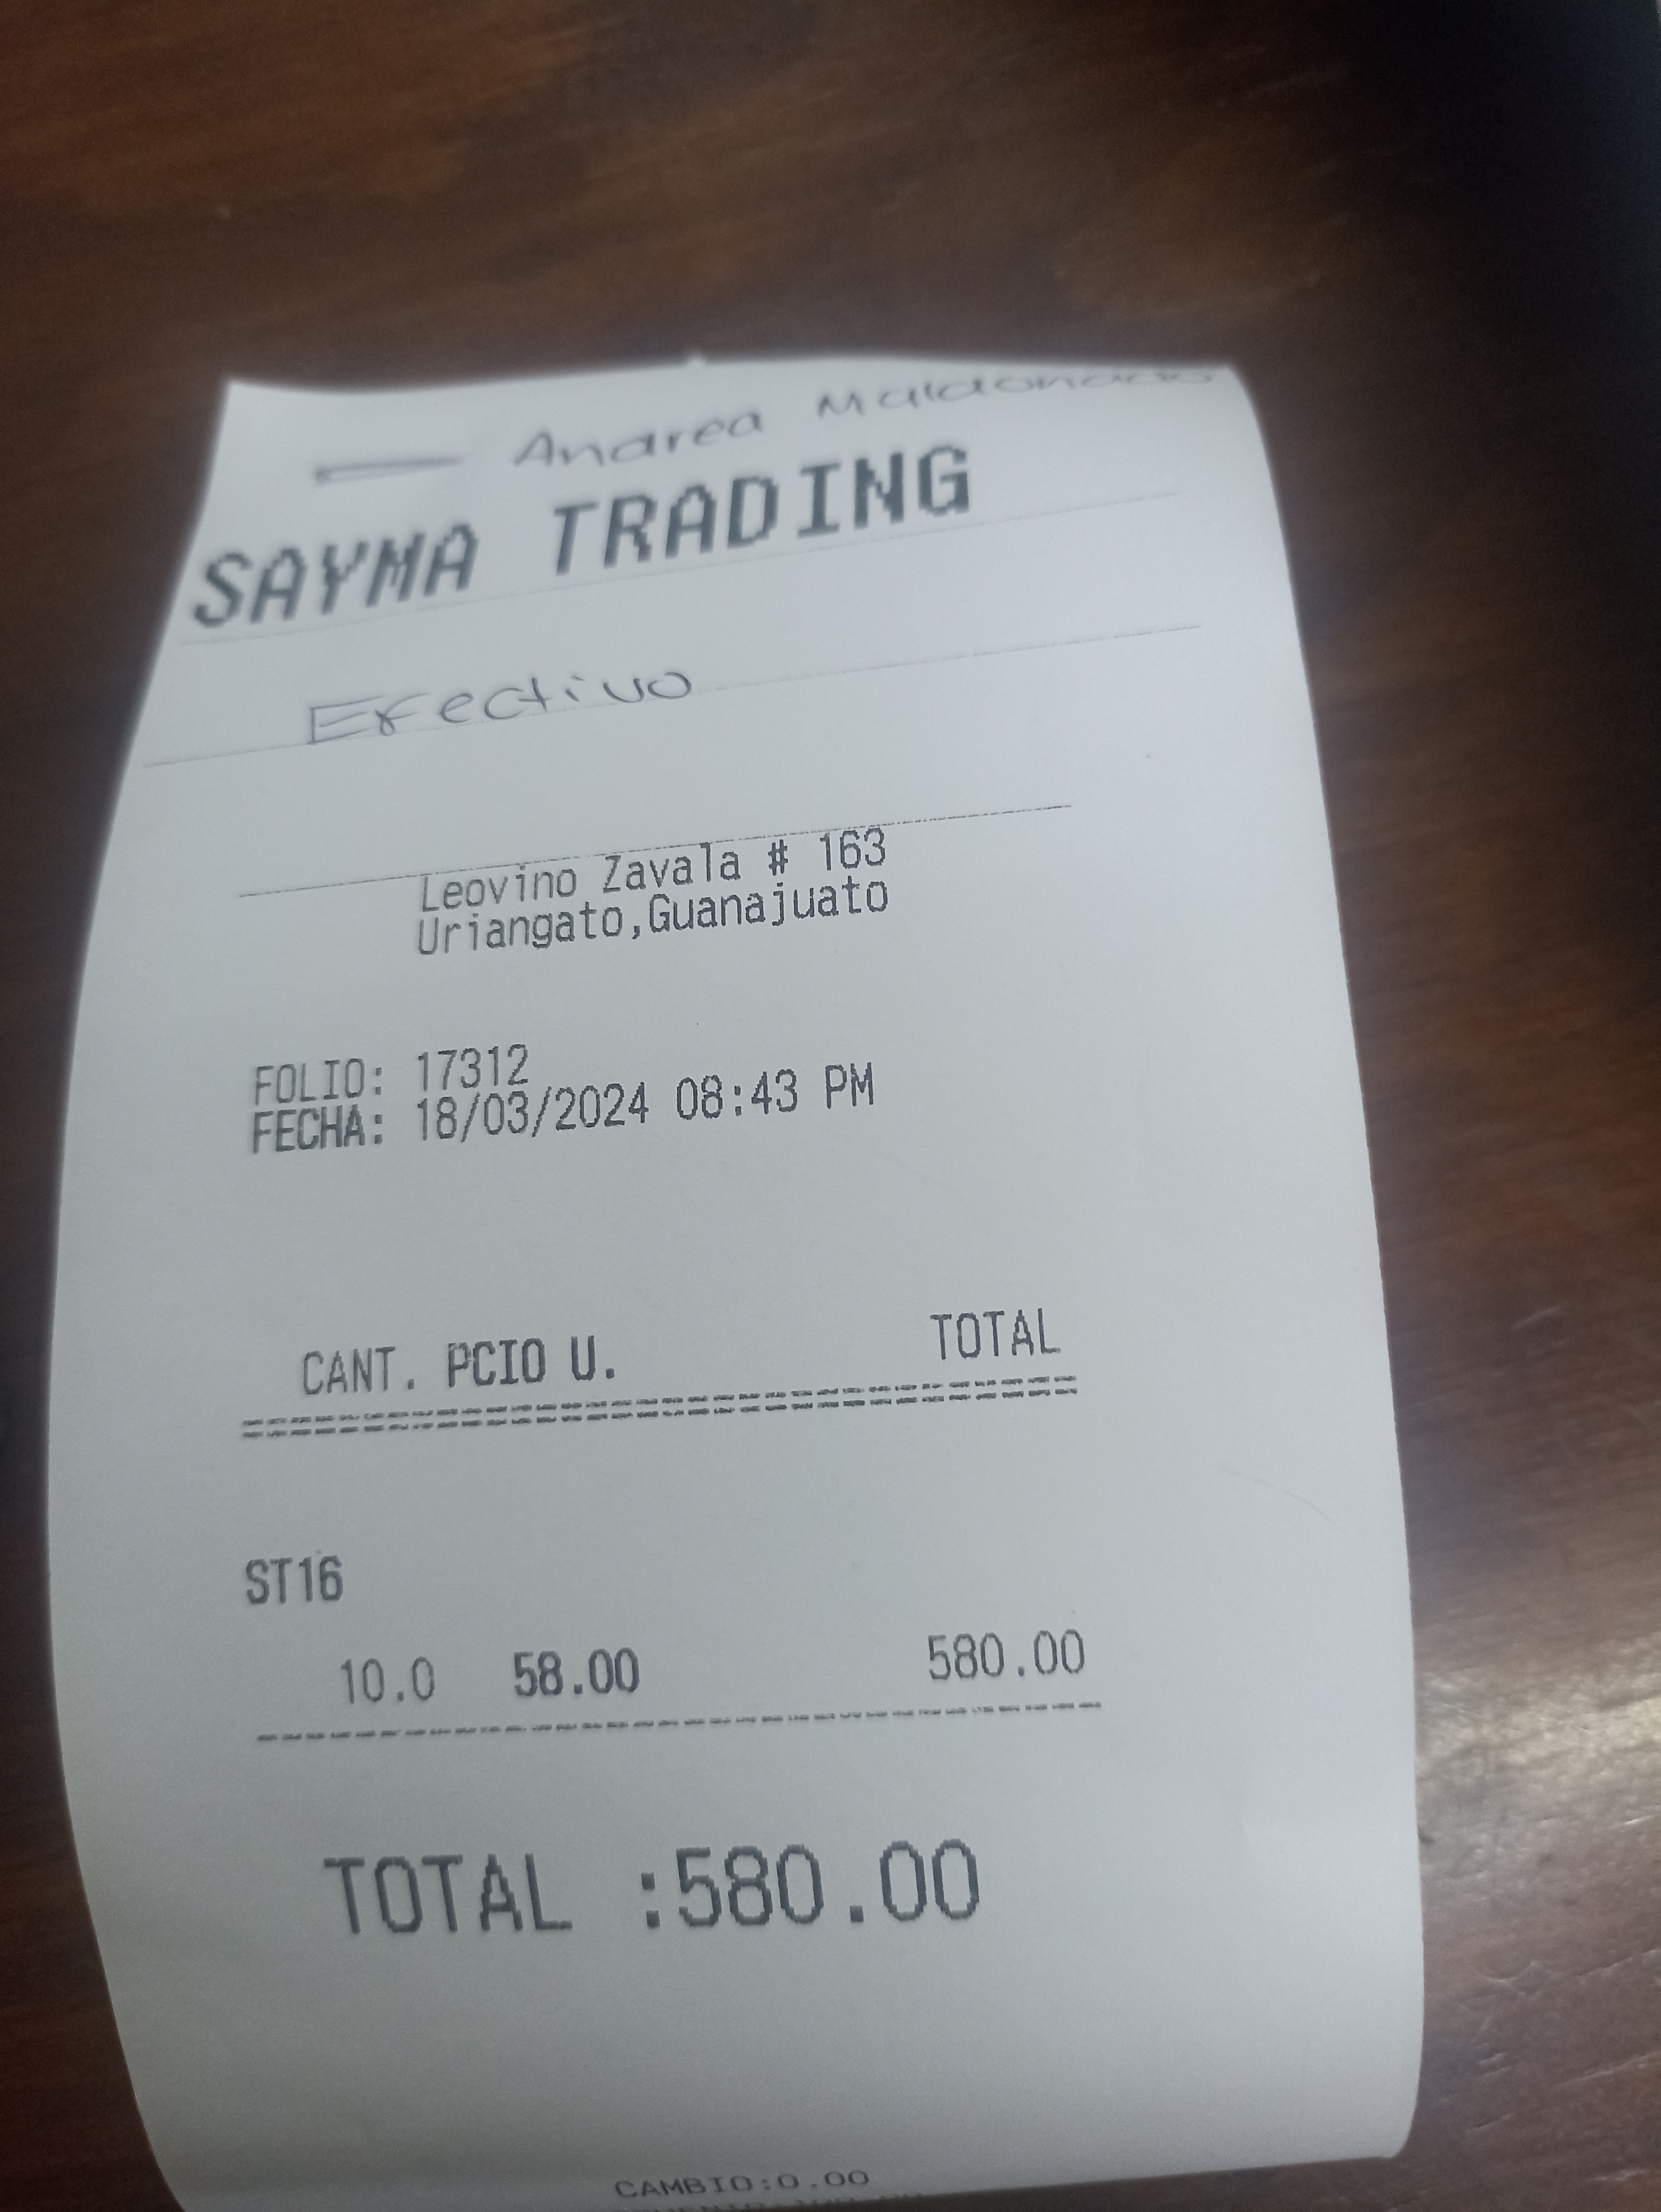 Andrea Maldonado
SAYMA TRADING
Efectivo
Leovino Zavala # 163
Uriangato,Guanajuato
FOLIO: 17312
FECHA: 18/03/2024 08:43 PM
CANT. PCIO U. TOTAL
ST16
10.0 58.00 580.00
TOTAL :580.00
CAMBIO:0.00